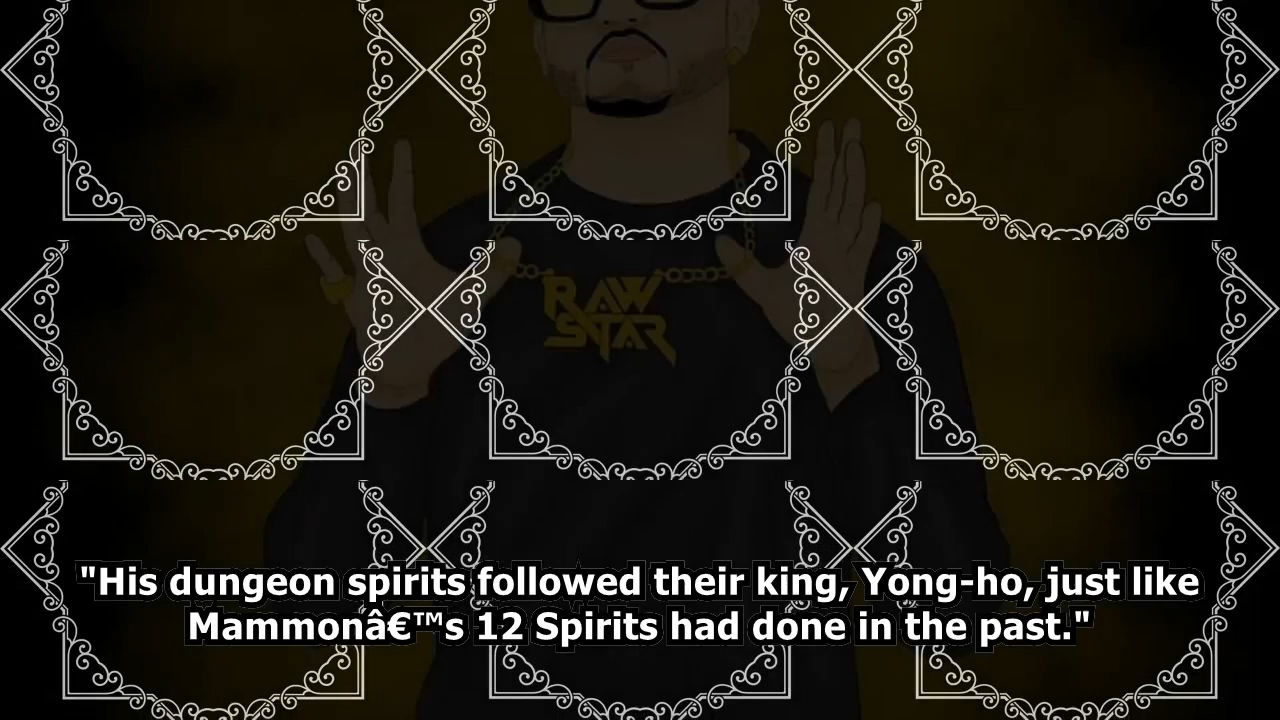 RAW
STAR
"His dungeon spirits followed their king, Yong-ho, just like
Mammonâ€™s 12 Spirits had done in the past."